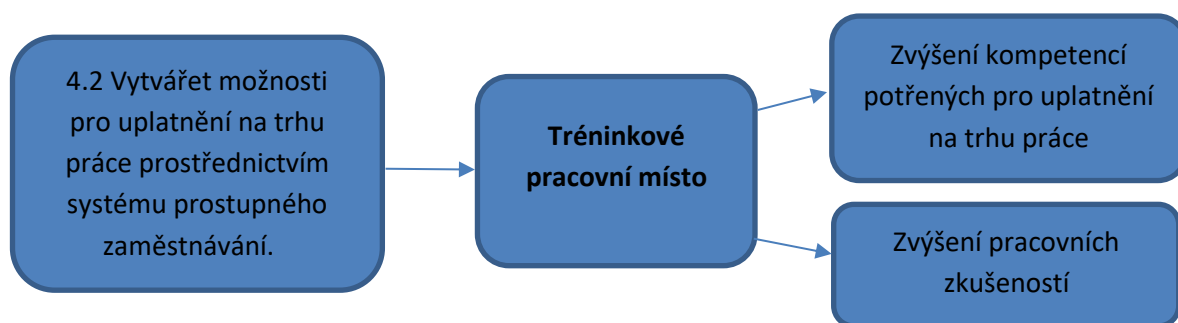 4.2 Vytvářet možnosti
pro uplatnění na trhu
práce prostřednictvím
systému prostupného
zaměstnávání.
Tréninkové
pracovní místo
Zvýšení kompetencí
potřených pro uplatnění
na trhu práce
Zvýšení pracovních
zkušeností